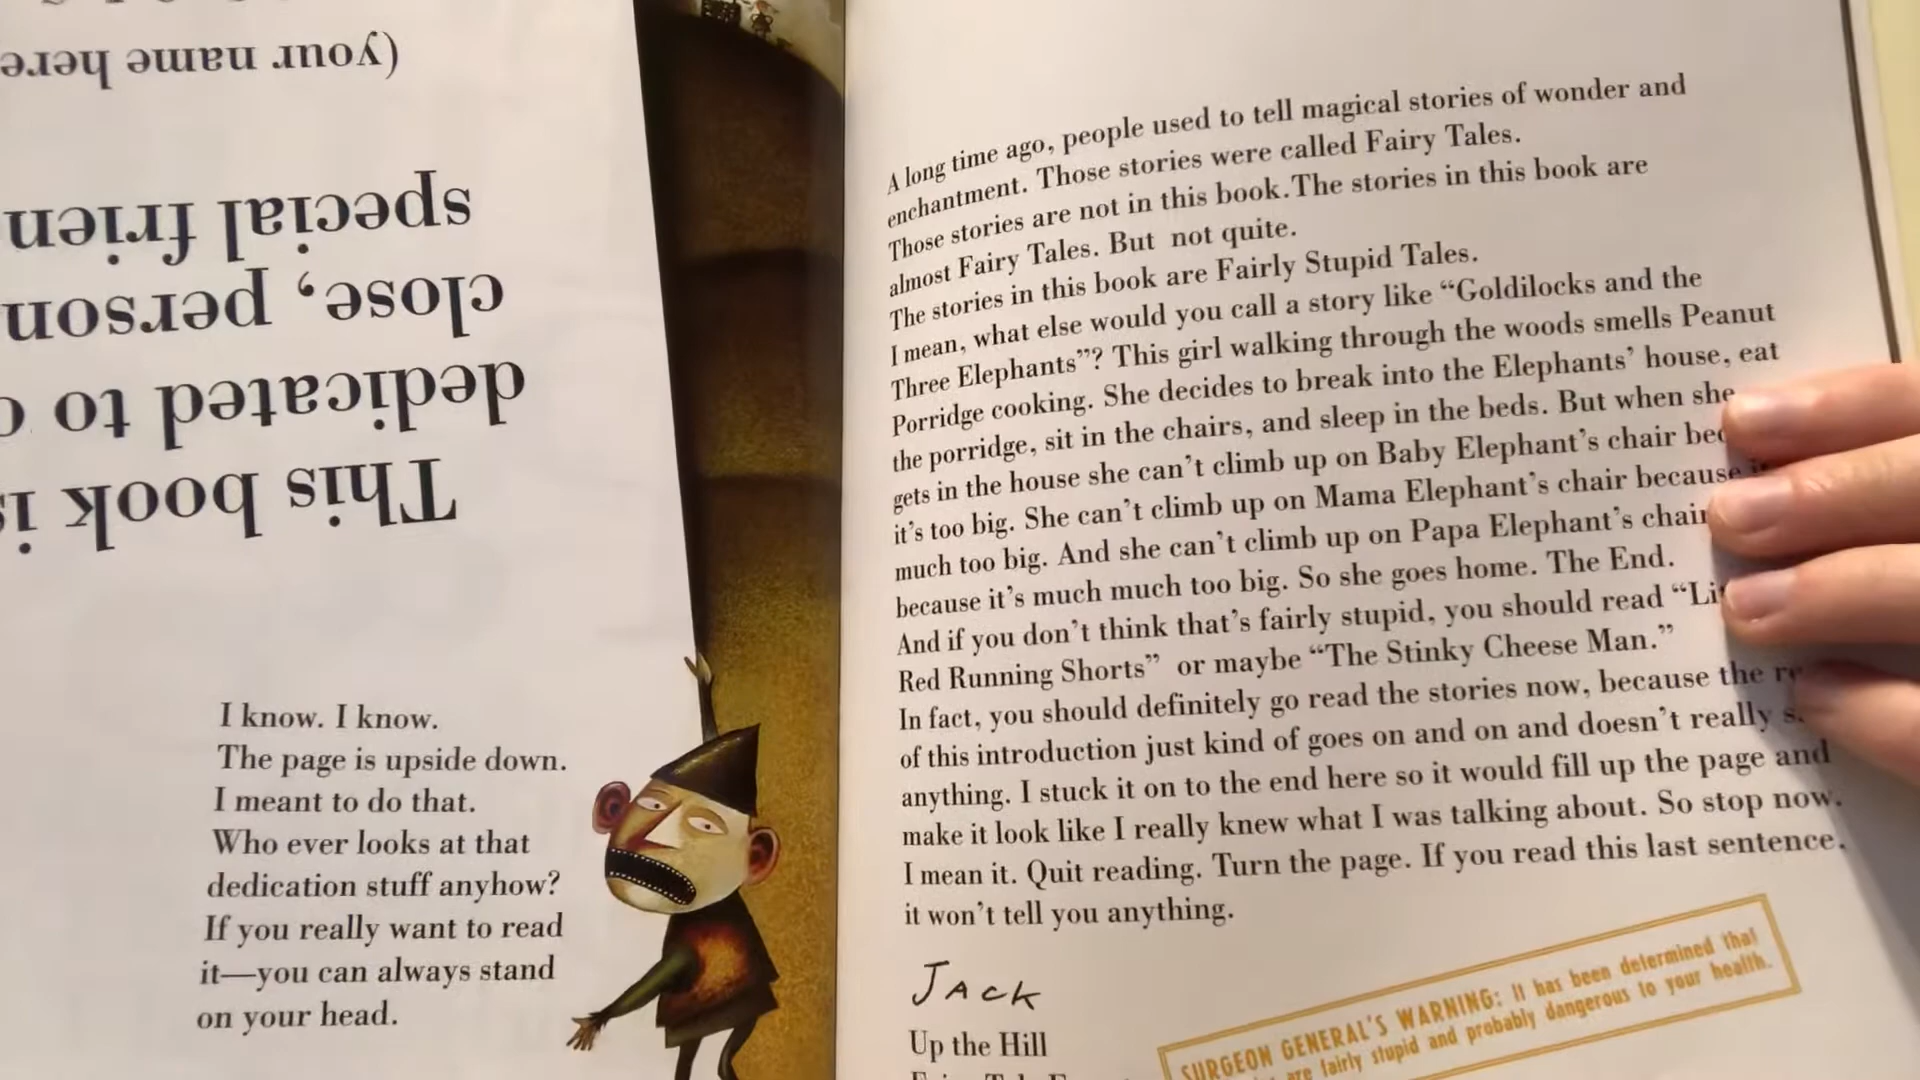 (your name here
special frien
close, person
dedicated to
This book is
I know. I know.
The page is upside down.
I meant to do that.
Who ever looks at that
dedication stuff anyhow?
If you really want to read
it—you can always stand
on your head.
A long time ago, people used to tell magical stories of wonder and
enchantment. Those stories were called Fairy Tales.
Those stories are not in this book. The stories in this book are
almost Fairy Tales. But not quite.
The stories in this book are Fairly Stupid Tales.
I mean, what else would you call a story like “Goldilocks and the
Three Elephants”? This girl walking through the woods smells Peanut
Porridge cooking. She decides to break into the Elephants’ house, eat
the porridge, sit in the chairs, and sleep in the beds. But when she
gets in the house she can’t climb up on Baby Elephant’s chair bec
it’s too big. She can’t climb up on Mama Elephant’s chair because
much too big. And she can’t climb up on Papa Elephant’s chair
because it’s much much too big. So she goes home. The End.
And if you don’t think that’s fairly stupid, you should read “Li
Red Running Shorts” or maybe “The Stinky Cheese Man.”
In fact, you should definitely go read the stories now, because the
of this introduction just kind of goes on and on and doesn’t really
anything. I stuck it on to the end here so it would fill up the page and
make it look like I really knew what I was talking about. So stop now.
I mean it. Quit reading. Turn the page. If you read this last sentence.
it won’t tell you anything.
JACK
Up the Hill
SURGEON GENERAL’S WARNING: It has been determined that
are fairly stupid and probably dangerous to your health.